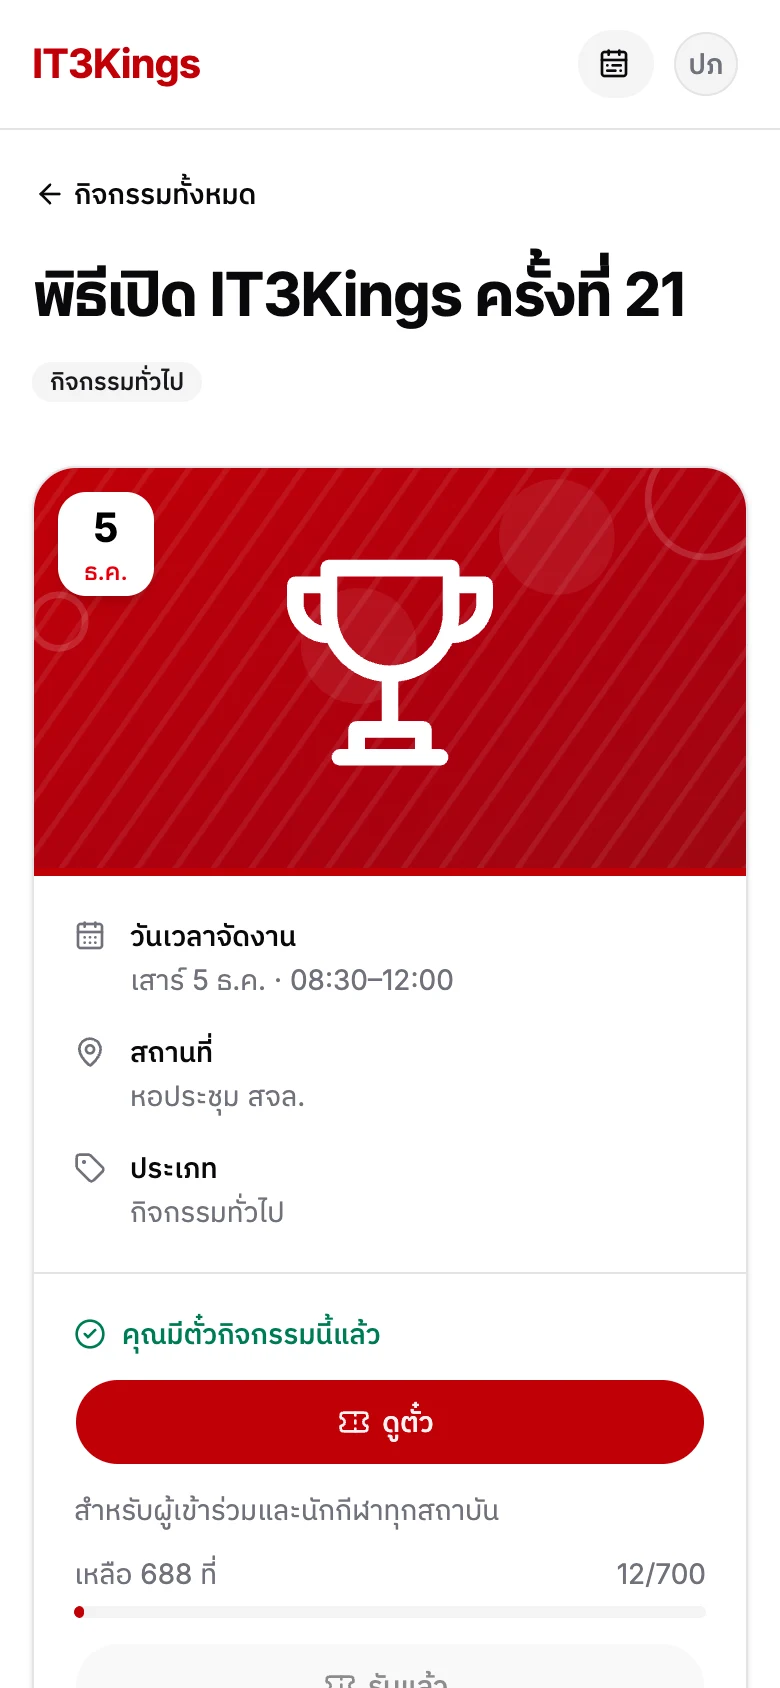 IT3Kings
ปภ
กิจกรรมทั้งหมด
พิธีเปิด IT3Kings ครั้งที่ 21
กิจกรรมทั่วไป
5
ธ.ค.
วันเวลาจัดงาน
เสาร์ 5 ธ.ค. · 08:30–12:00
สถานที่
หอประชุม สจล.
ประเภท
กิจกรรมทั่วไป
คุณมีตั๋วกิจกรรมนี้แล้ว
ดูตั๋ว
สำหรับผู้เข้าร่วมและนักกีฬาทุกสถาบัน
เหลือ 688 ที่ 12/700
รับแล้ว